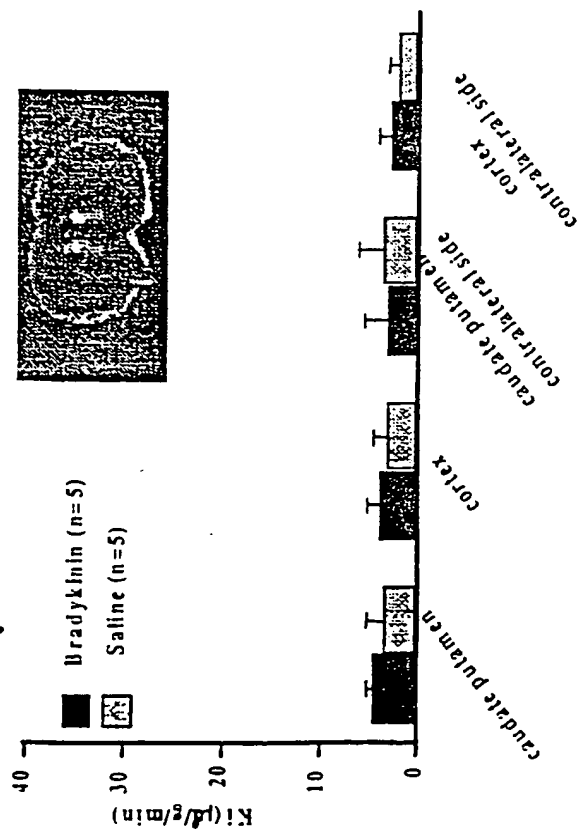 Bradykinin (n=5)
Saline (n=5)
Ki (µl/g/min)
40
30
20
10
0
caudate putamen
cortex
caudate putamen
contralateral side
cortex
contralateral side